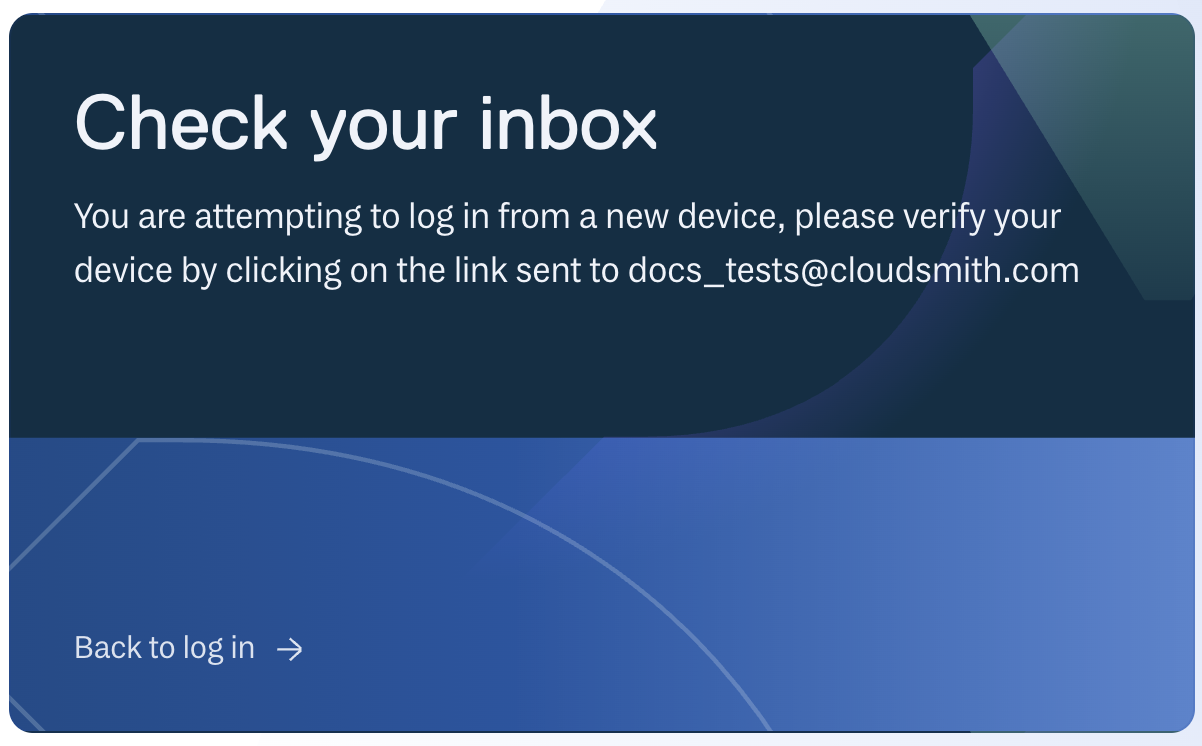 Check your inbox
You are attempting to log in from a new device, please verify your
device by clicking on the link sent to docs_tests@cloudsmith.com
Back to log in →